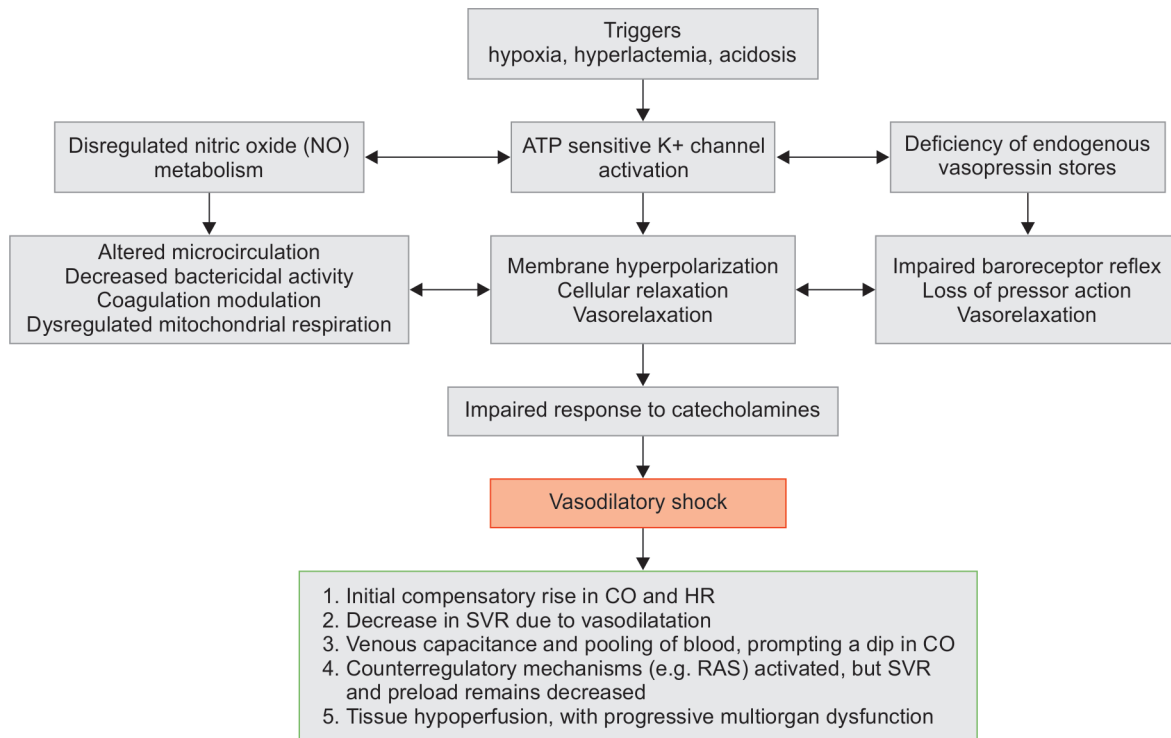 Triggers
hypoxia, hyperlactemia, acidosis
Disregulated nitric oxide (NO)
metabolism
ATP sensitive K+ channel
activation
Deficiency of endogenous
vasopressin stores
Altered microcirculation
Decreased bactericidal activity
Coagulation modulation
Dysregulated mitochondrial respiration
Membrane hyperpolarization
Cellular relaxation
Vasorelaxation
Impaired baroreceptor reflex
Loss of pressor action
Vasorelaxation
Impaired response to catecholamines
Vasodilatory shock
1. Initial compensatory rise in CO and HR
2. Decrease in SVR due to vasodilatation
3. Venous capacitance and pooling of blood, prompting a dip in CO
4. Counterregulatory mechanisms (e.g. RAS) activated, but SVR
and preload remains decreased
5. Tissue hypoperfusion, with progressive multiorgan dysfunction